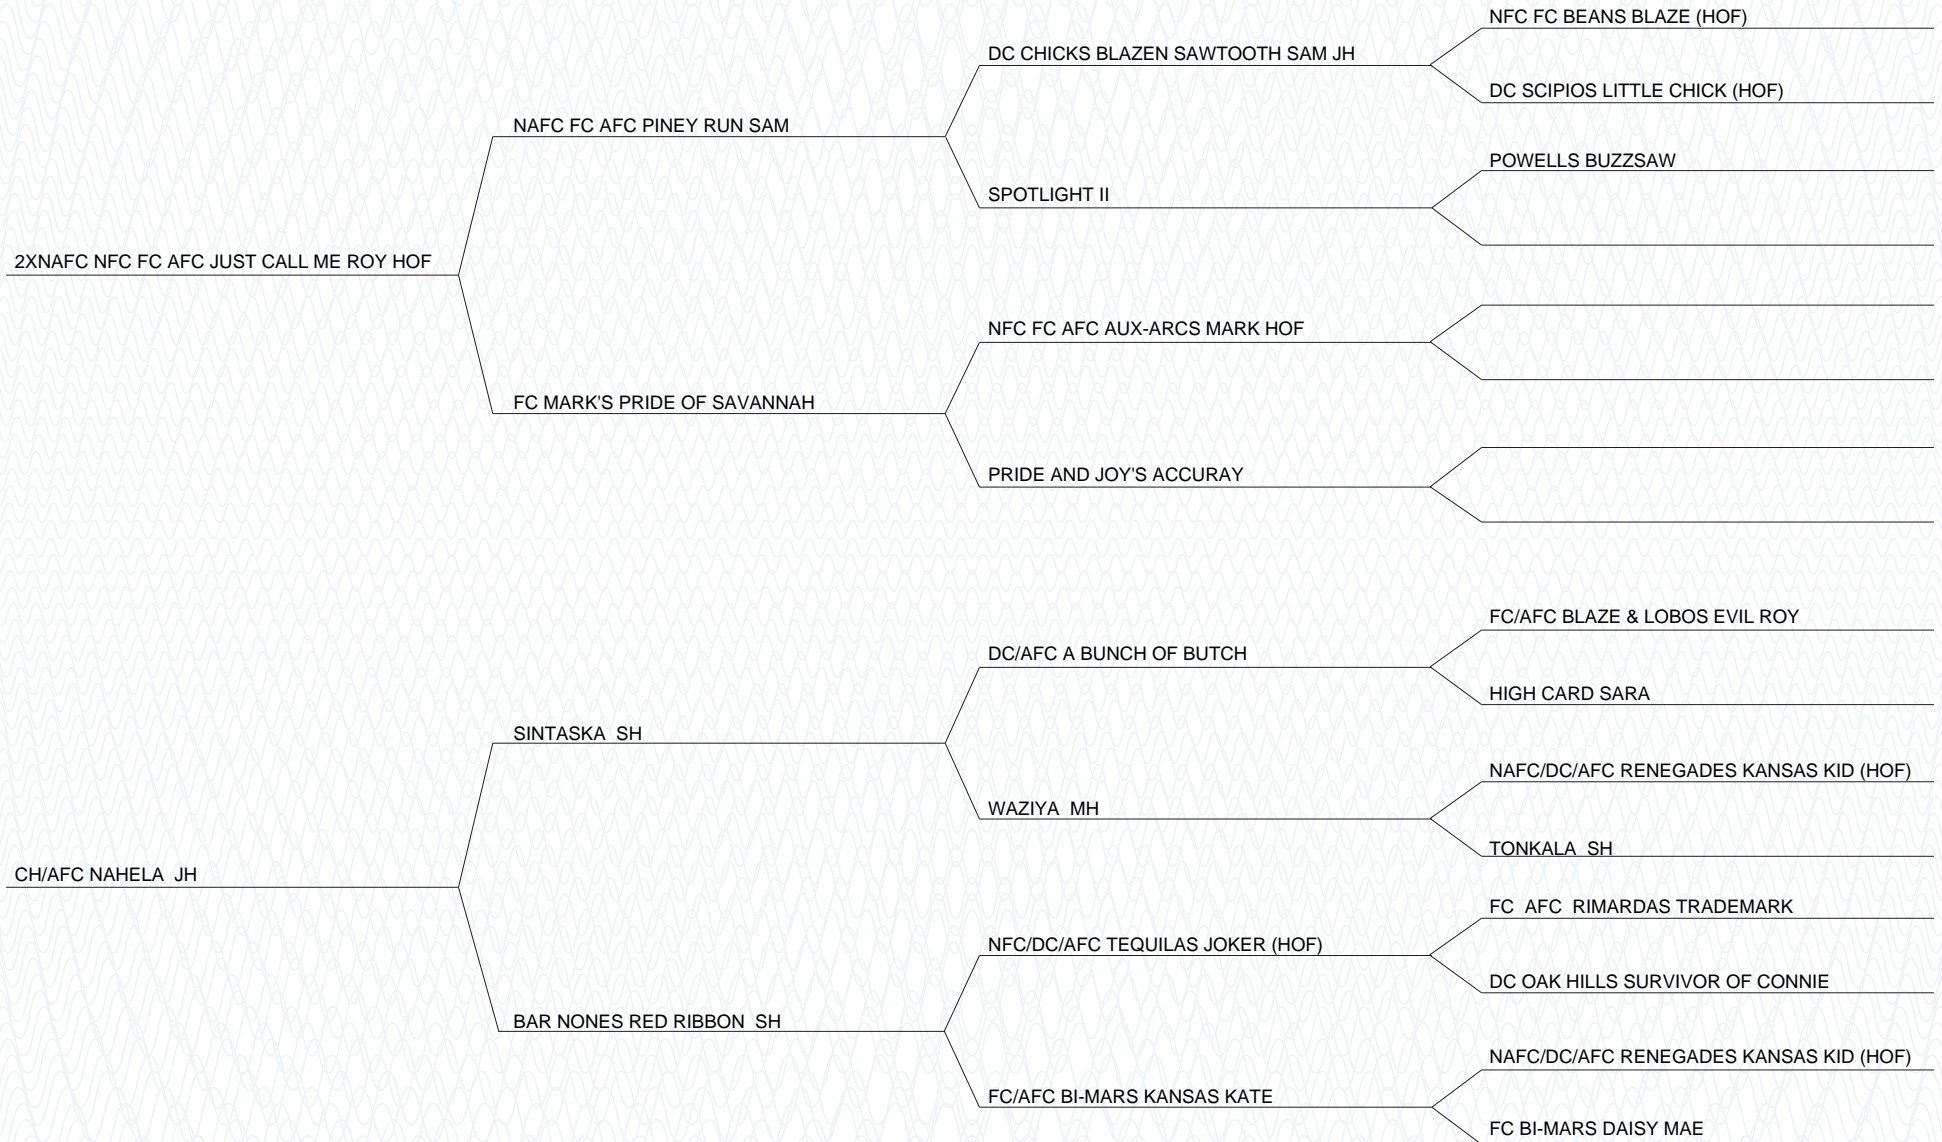 NFC FC BEANS BLAZE (HOF)
DC CHICKS BLAZEN SAWTOOTH SAM JH
DC SCIPIOS LITTLE CHICK (HOF)
NAFC FC AFC PINEY RUN SAM
POWELLS BUZZSAW
SPOTLIGHT II
2XNAFC NFC FC AFC JUST CALL ME ROY HOF
NFC FC AFC AUX-ARCS MARK HOF
FC MARK'S PRIDE OF SAVANNAH
PRIDE AND JOY'S ACCURAY
FC/AFC BLAZE & LOBOS EVIL ROY
DC/AFC A BUNCH OF BUTCH
HIGH CARD SARA
SINTASKA  SH
NAFC/DC/AFC RENEGADES KANSAS KID (HOF)
WAZIYA  MH
TONKALA  SH
CH/AFC NAHELA  JH
FC  AFC  RIMARDAS TRADEMARK
NFC/DC/AFC TEQUILAS JOKER (HOF)
DC OAK HILLS SURVIVOR OF CONNIE
BAR NONES RED RIBBON  SH
NAFC/DC/AFC RENEGADES KANSAS KID (HOF)
FC/AFC BI-MARS KANSAS KATE
FC BI-MARS DAISY MAE